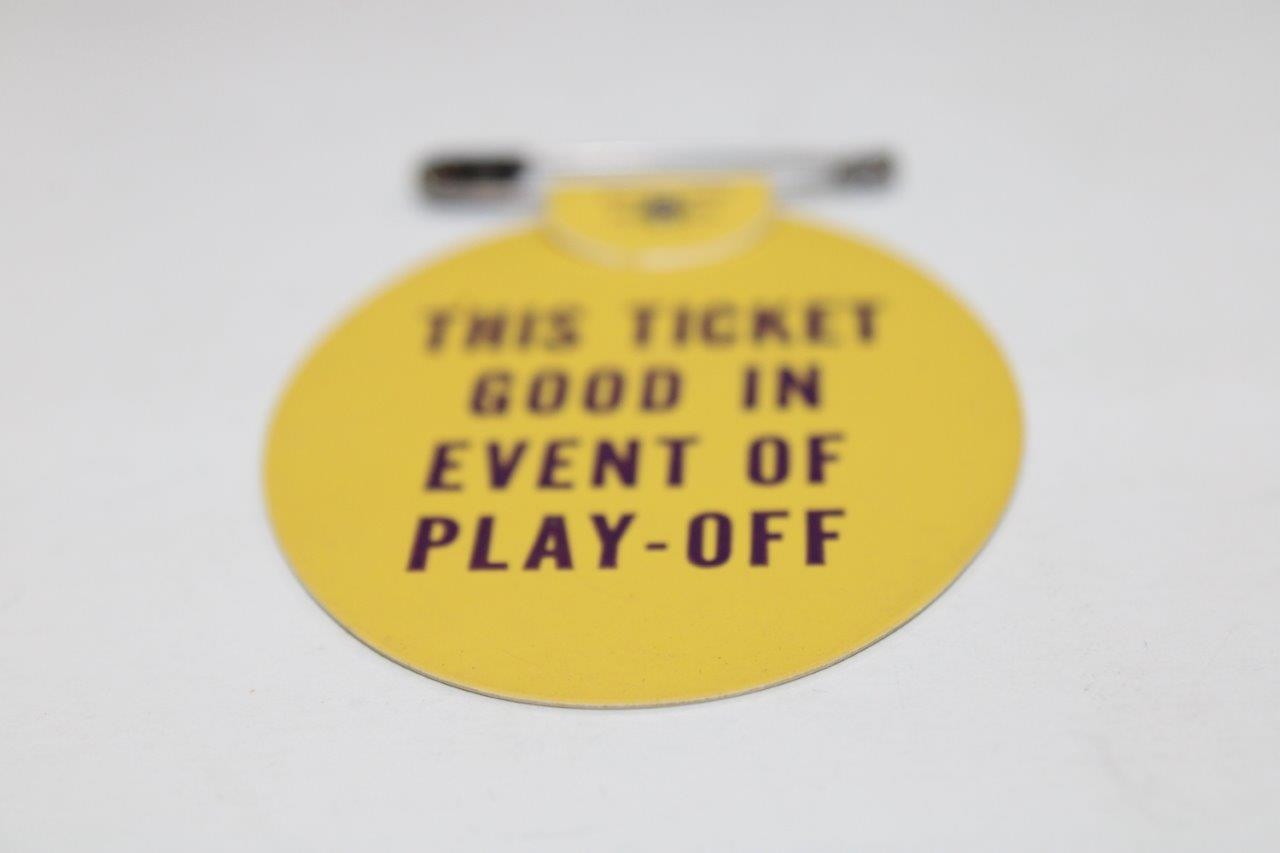 THIS TICKET
GOOD IN
EVENT OF
PLAY-OFF